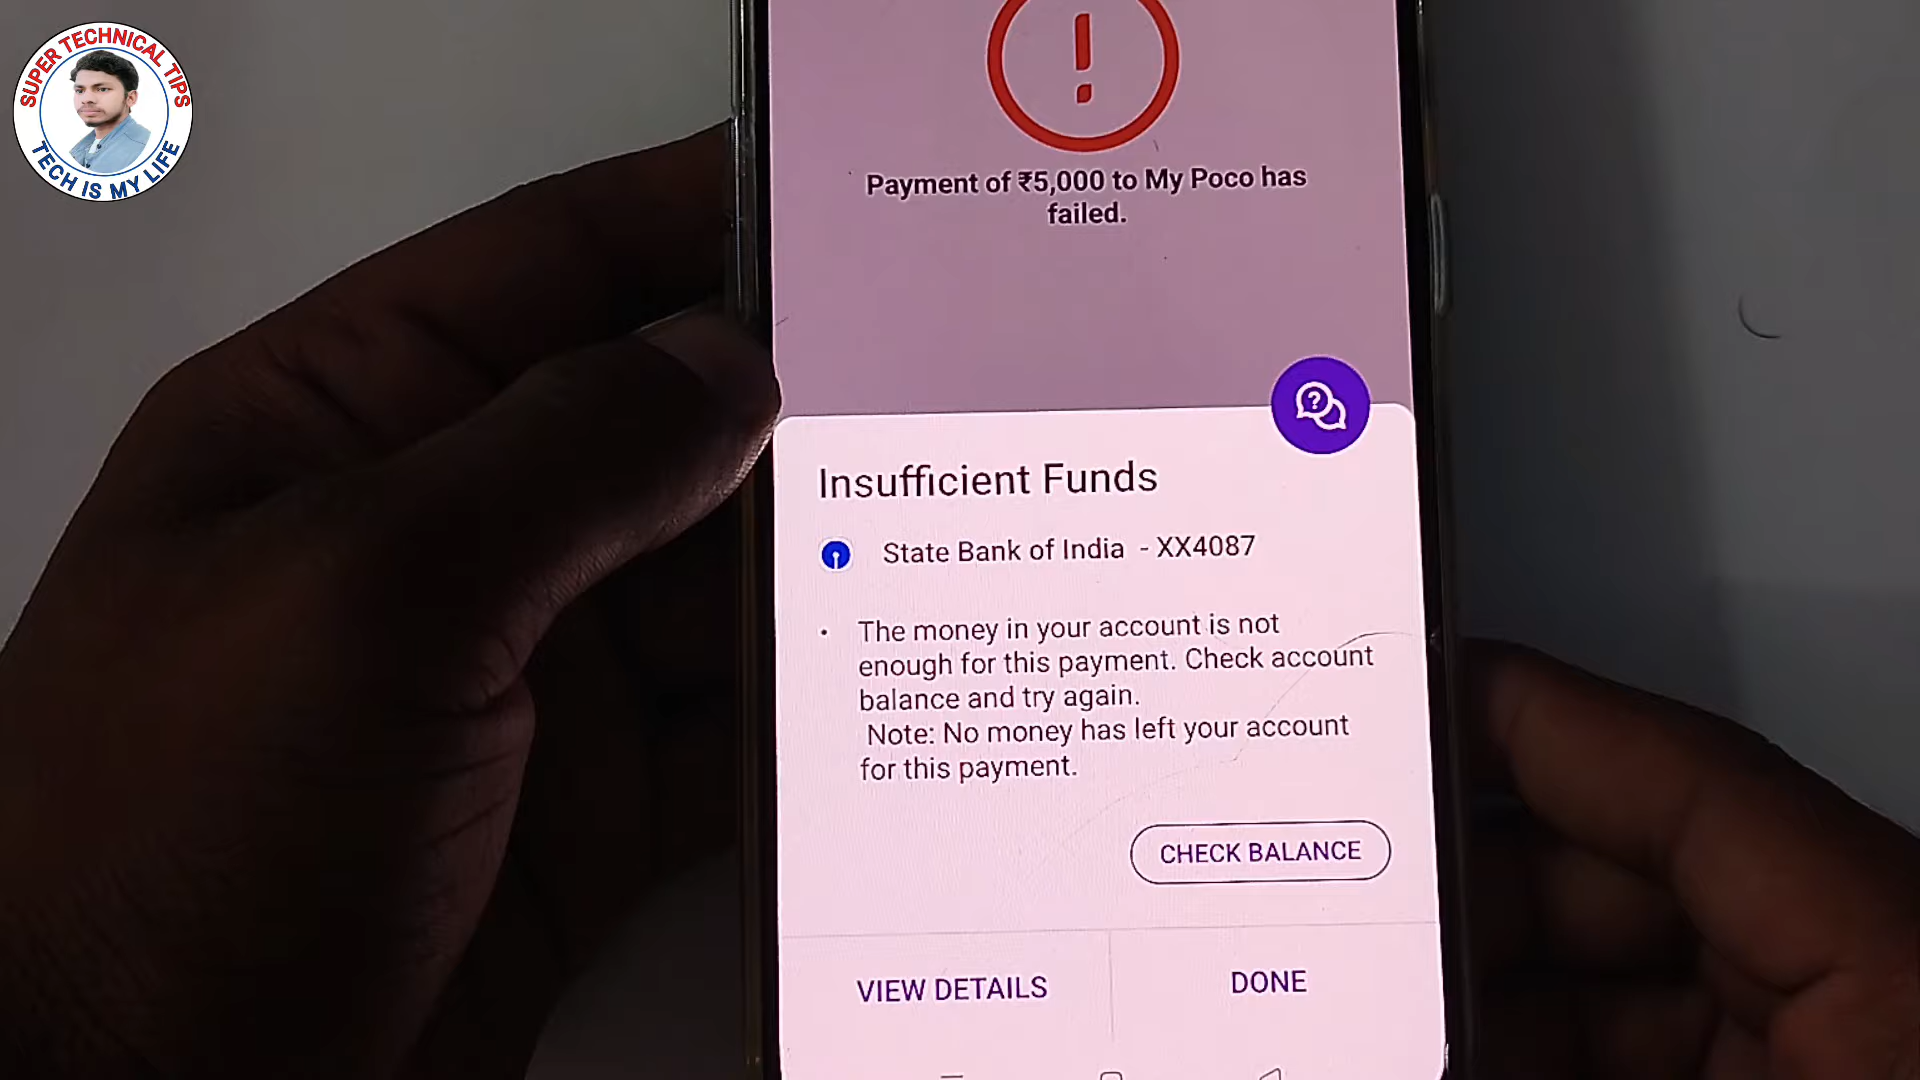 SUPER TECHNICAL TIPS
TECH IS MY LIFE
Payment of ₹5,000 to My Poco has
failed.
Insufficient Funds
State Bank of India - XX4087
• The money in your account is not
enough for this payment. Check account
balance and try again.
Note: No money has left your account
for this payment.
CHECK BALANCE
VIEW DETAILS
DONE